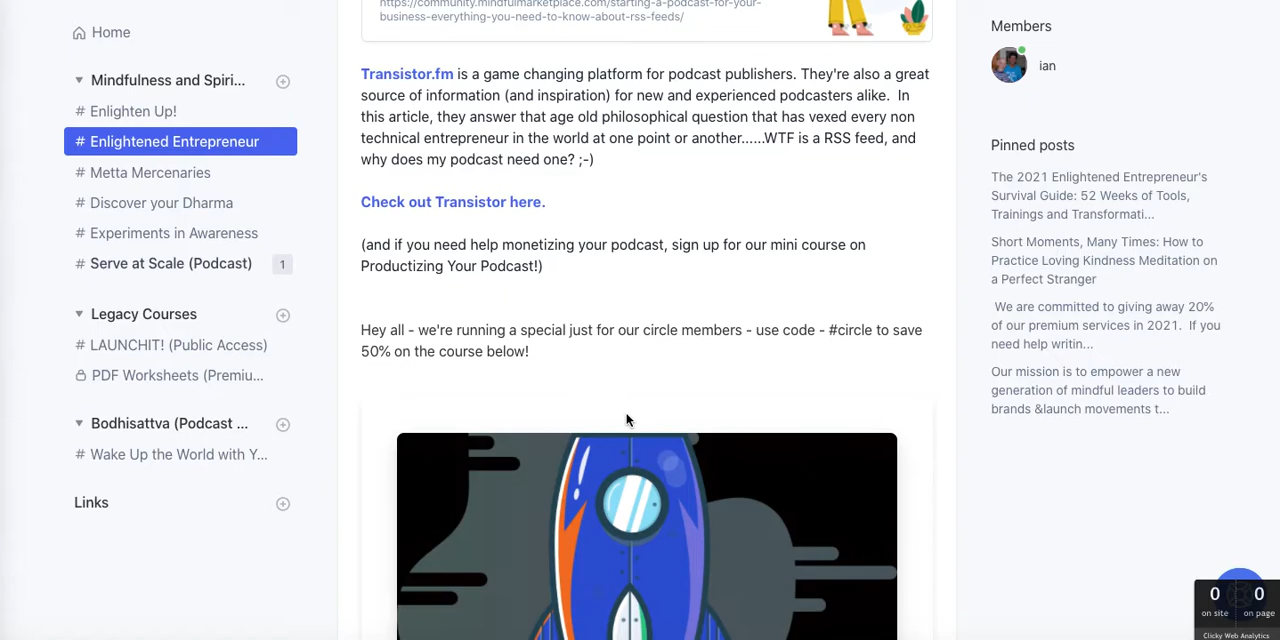 Home
Mindfulness and Spiri...
# Enlighten Up!
# Enlightened Entrepreneur
# Metta Mercenaries
# Discover your Dharma
# Experiments in Awareness
# Serve at Scale (Podcast) 1
Legacy Courses
# LAUNCHIT! (Public Access)
PDF Worksheets (Premiu...
Bodhisattva (Podcast ...
# Wake Up the World with Y...
Links
https://community.mindfulmarketplace.com/starting-a-podcast-for-your-
business-everything-you-need-to-know-about-rss-feeds/
Transistor.fm is a game changing platform for podcast publishers. They're also a great
source of information (and inspiration) for new and experienced podcasters alike.  In
this article, they answer that age old philosophical question that has vexed every non
technical entrepreneur in the world at one point or another......WTF is a RSS feed, and
why does my podcast need one? ;-)
Check out Transistor here.
(and if you need help monetizing your podcast, sign up for our mini course on
Productizing Your Podcast!)
Hey all - we're running a special just for our circle members - use code - #circle to save
50% on the course below!
Members
ian
Pinned posts
The 2021 Enlightened Entrepreneur's
Survival Guide: 52 Weeks of Tools,
Trainings and Transformati...
Short Moments, Many Times: How to
Practice Loving Kindness Meditation on
a Perfect Stranger
We are committed to giving away 20%
of our premium services in 2021.  If you
need help writin...
Our mission is to empower a new
generation of mindful leaders to build
brands &launch movements t...
0 0
on site on page
Clicky Web Analytics